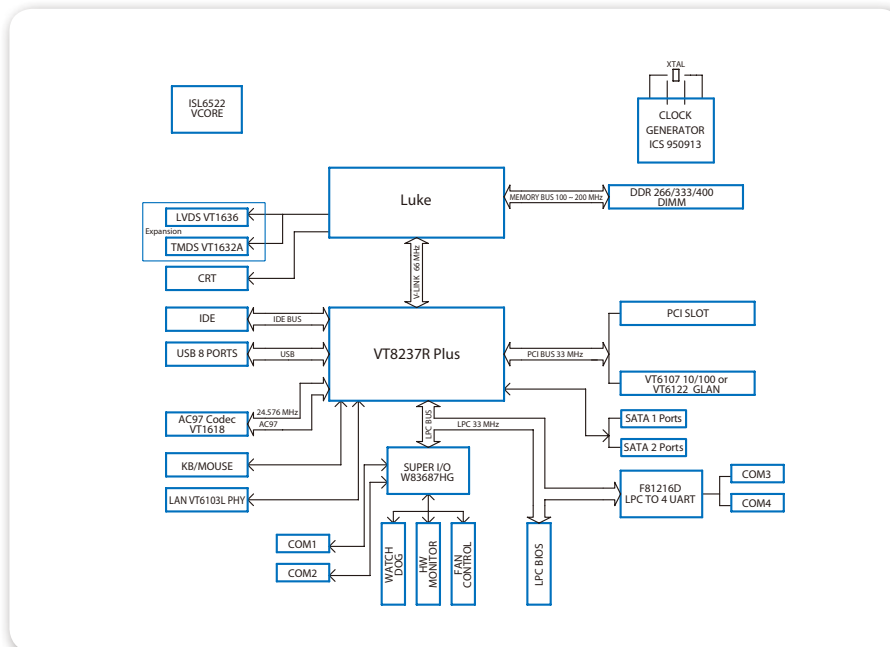 XTAL
ISL6522
VCORE
CLOCK
GENERATOR
ICS 950913
Luke
MEMORY BUS 100 ~ 200 MHz
DDR 266/333/400
DIMM
LVDS VT1636
Expansion
TMDS VT1632A
CRT
V-LINK 66 MHz
IDE
IDE BUS
USB 8 PORTS
USB
VT8237R Plus
PCI BUS 33 MHz
PCI SLOT
VT6107 10/100 or
VT6122 GLAN
24.576 MHz
AC97 Codec
VT1618
AC97
LPC BUS
LPC 33 MHz
SATA 1 Ports
SATA 2 Ports
KB/MOUSE
SUPER I/O
W83687HG
LAN VT6103L PHY
F81216D
LPC TO 4 UART
COM3
COM4
COM1
COM2
WATCH
DOG
HW
MONITOR
FAN
CONTROL
LPC BIOS